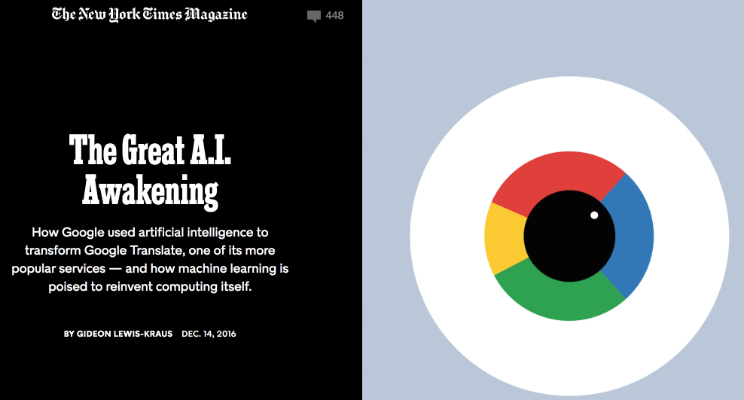 The New York Times Magazine
448
The Great A.I.
Awakening
How Google used artificial intelligence to
transform Google Translate, one of its more
popular services — and how machine learning is
poised to reinvent computing itself.
BY GIDEON LEWIS-KRAUS DEC. 14, 2016